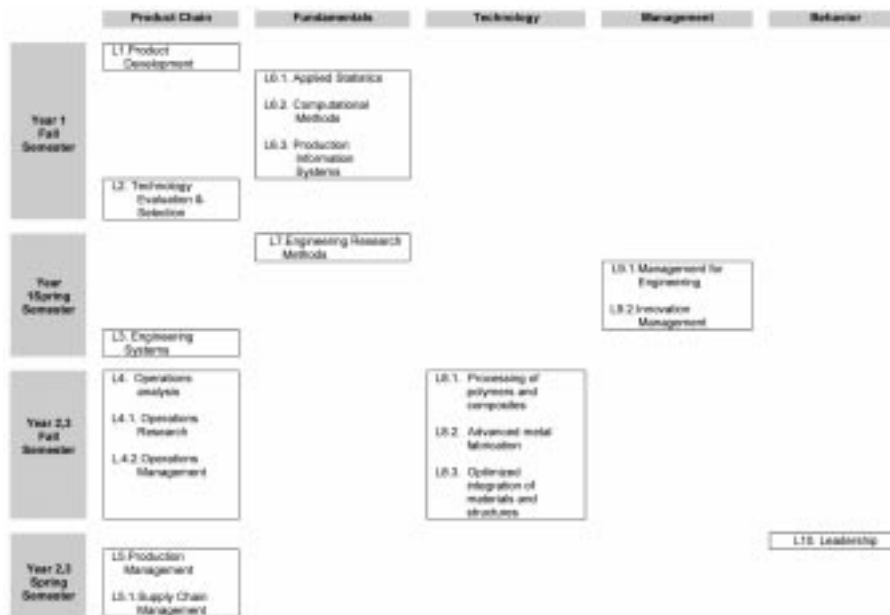 Product Chain
Fundamentals
Technology
Management
Behavior
Year 1
Fall
Semester
L1.Product
Development
L6.1. Applied Statistics
L6.2. Computational
Methods
L6.3. Production
Information
Systems
L2. Technology
Evaluation &
Selection
Year
1Spring
Semester
L7.Engineering Research
Methods
L9.1.Management for
Engineering
L9.2.Innovation
Management
L3. Engineering
Systems
Year 2,3
Fall
Semester
L4. Operations
analysis
L4.1. Operations
Research
L.4.2.Operations
Management
L8.1. Processing of
polymers and
composites
L8.2. Advanced metal
fabrication
L8.3. Optimized
integration of
materials and
structures
Year 2,3
Spring
Semester
L5.Production
Management
L5.1.Supply Chain
Management
L10. Leadership